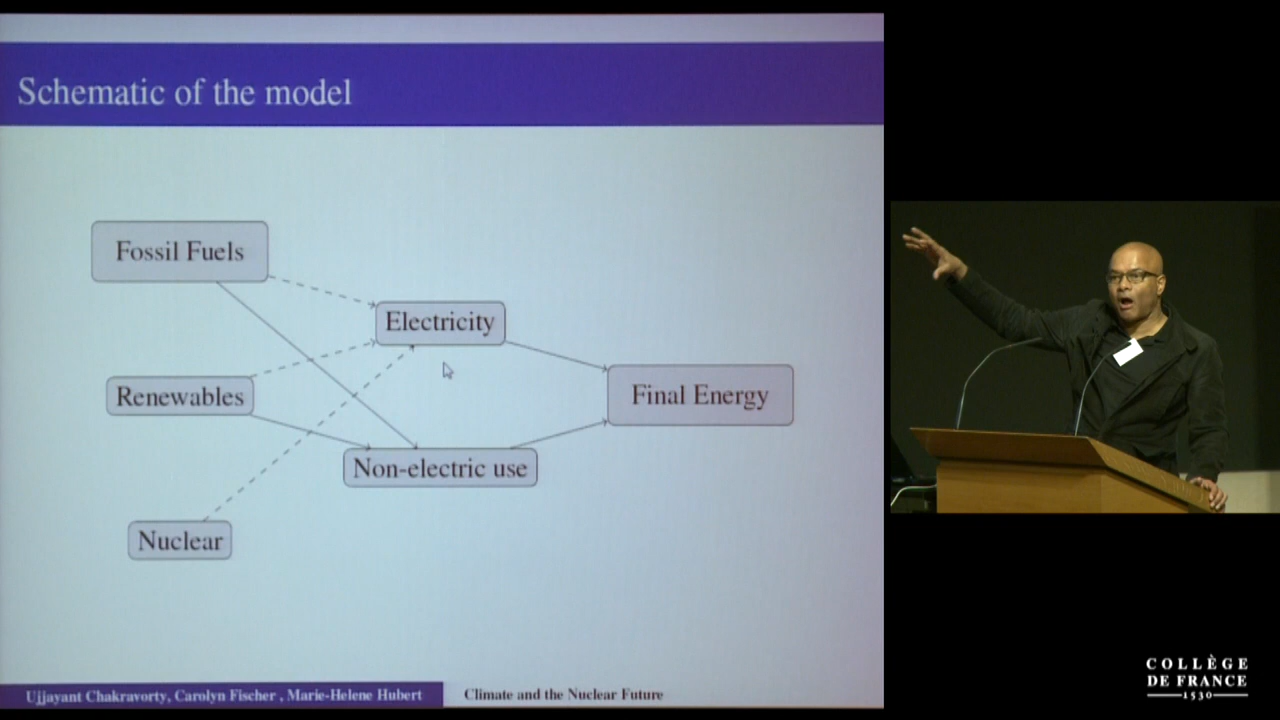 Schematic of the model
Fossil Fuels
Electricity
Renewables
Final Energy
Non-electric use
Nuclear
Ujjayant Chakravorty, Carolyn Fischer , Marie-Helene Hubert
Climate and the Nuclear Future
COLLÈGE
DE FRANCE
1530